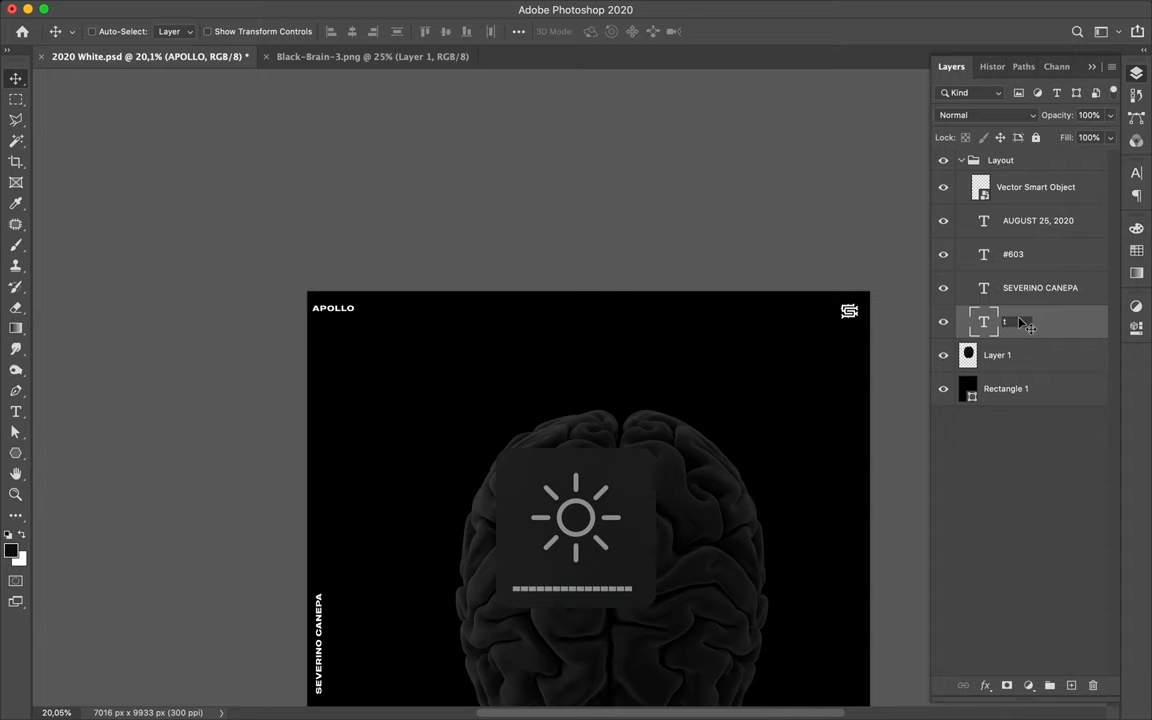 Adobe Photoshop 2020
Auto-Select:
Layer
Show Transform Controls
3D Mode:
2020 White.psd @ 20,1% (APOLLO, RGB/8) *
Black-Brain-3.png @ 25% (Layer 1, RGB/8)
Layers
Histor
Paths
Chann
Kind
Normal
Opacity: 100%
Lock:
Fill: 100%
Layout
Vector Smart Object
AUGUST 25, 2020
#603
SEVERINO CANEPA
t
Layer 1
Rectangle 1
APOLLO
SEVERINO CANEPA
20,05%
7016 px x 9933 px (300 ppi)